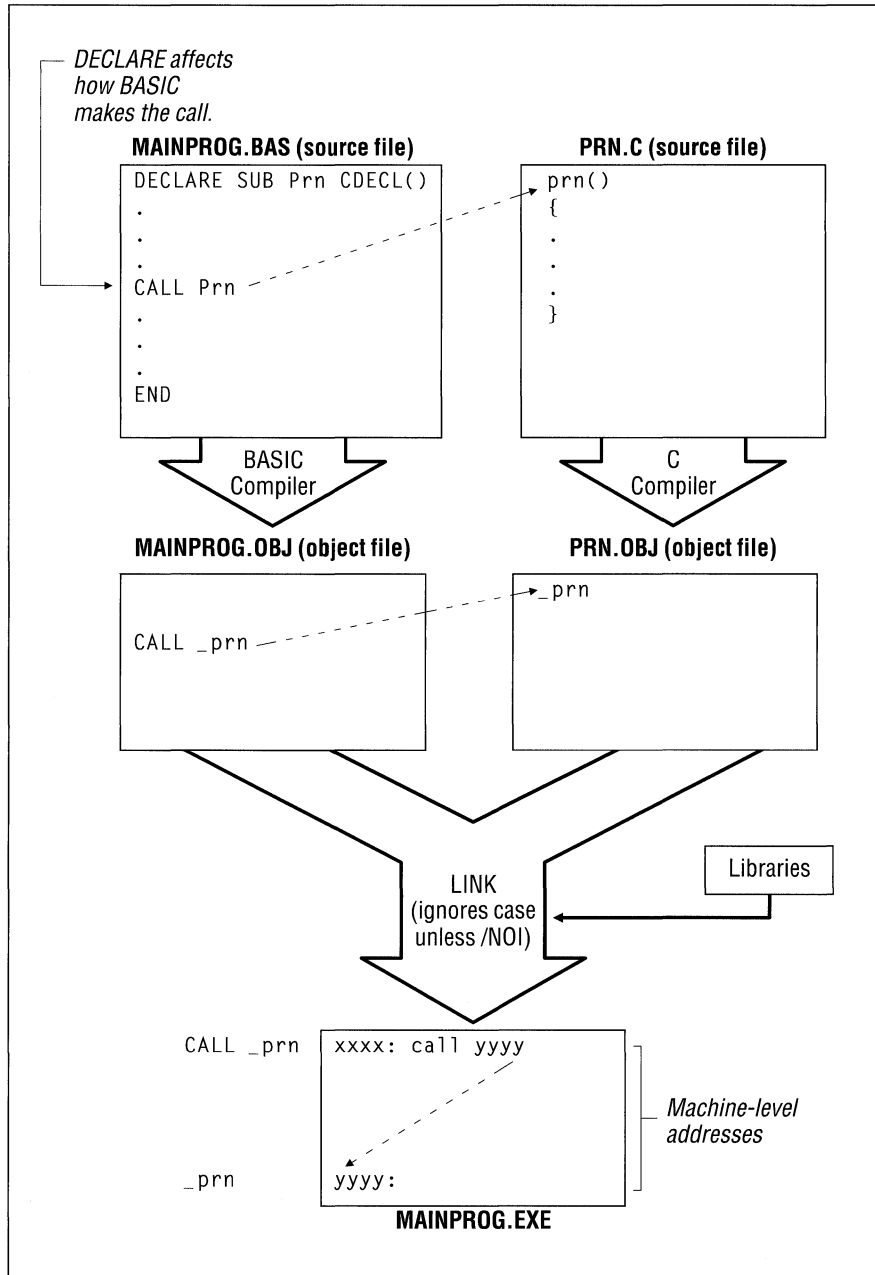 DECLARE affects
how BASIC
makes the call.
MAINPROG.BAS (source file)
DECLARE SUB Prn CDECL()
.
.
.
CALL Prn
.
.
.
END
PRN.C (source file)
prn()
{
.
.
.
}
BASIC
Compiler
C
Compiler
MAINPROG.OBJ (object file)
CALL _prn
PRN.OBJ (object file)
_prn
LINK
(ignores case
unless /NOI)
Libraries
CALL _prn
xxxx: call yyyy
Machine-level
addresses
_prn
yyyy:
MAINPROG.EXE